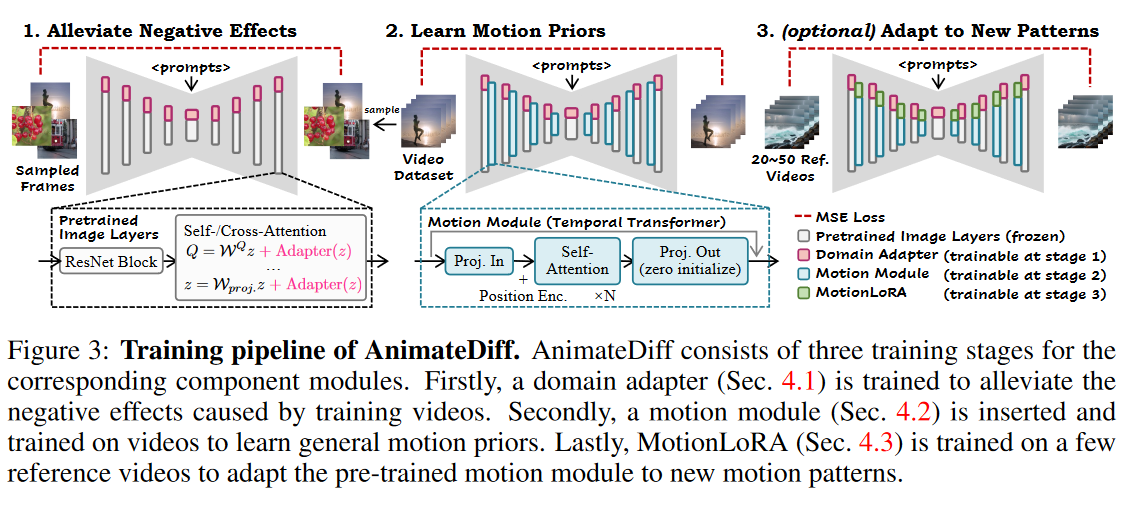 1. Alleviate Negative Effects
<prompts>
Sampled
Frames
sample
2. Learn Motion Priors
<prompts>
Video
Dataset
3. (optional) Adapt to New Patterns
<prompts>
20~50 Ref.
Videos
Pretrained
Image Layers
ResNet Block
Self-/Cross-Attention
Q = W^Q z + Adapter(z)
...
z = W_proj. z + Adapter(z)
Motion Module (Temporal Transformer)
Proj. In
+
Position Enc.
Self-
Attention
×N
Proj. Out
(zero initialize)
MSE Loss
Pretrained Image Layers (frozen)
Domain Adapter (trainable at stage 1)
Motion Module (trainable at stage 2)
MotionLoRA (trainable at stage 3)
Figure 3: Training pipeline of AnimateDiff. AnimateDiff consists of three training stages for the
corresponding component modules. Firstly, a domain adapter (Sec. 4.1) is trained to alleviate the
negative effects caused by training videos. Secondly, a motion module (Sec. 4.2) is inserted and
trained on videos to learn general motion priors. Lastly, MotionLoRA (Sec. 4.3) is trained on a few
reference videos to adapt the pre-trained motion module to new motion patterns.